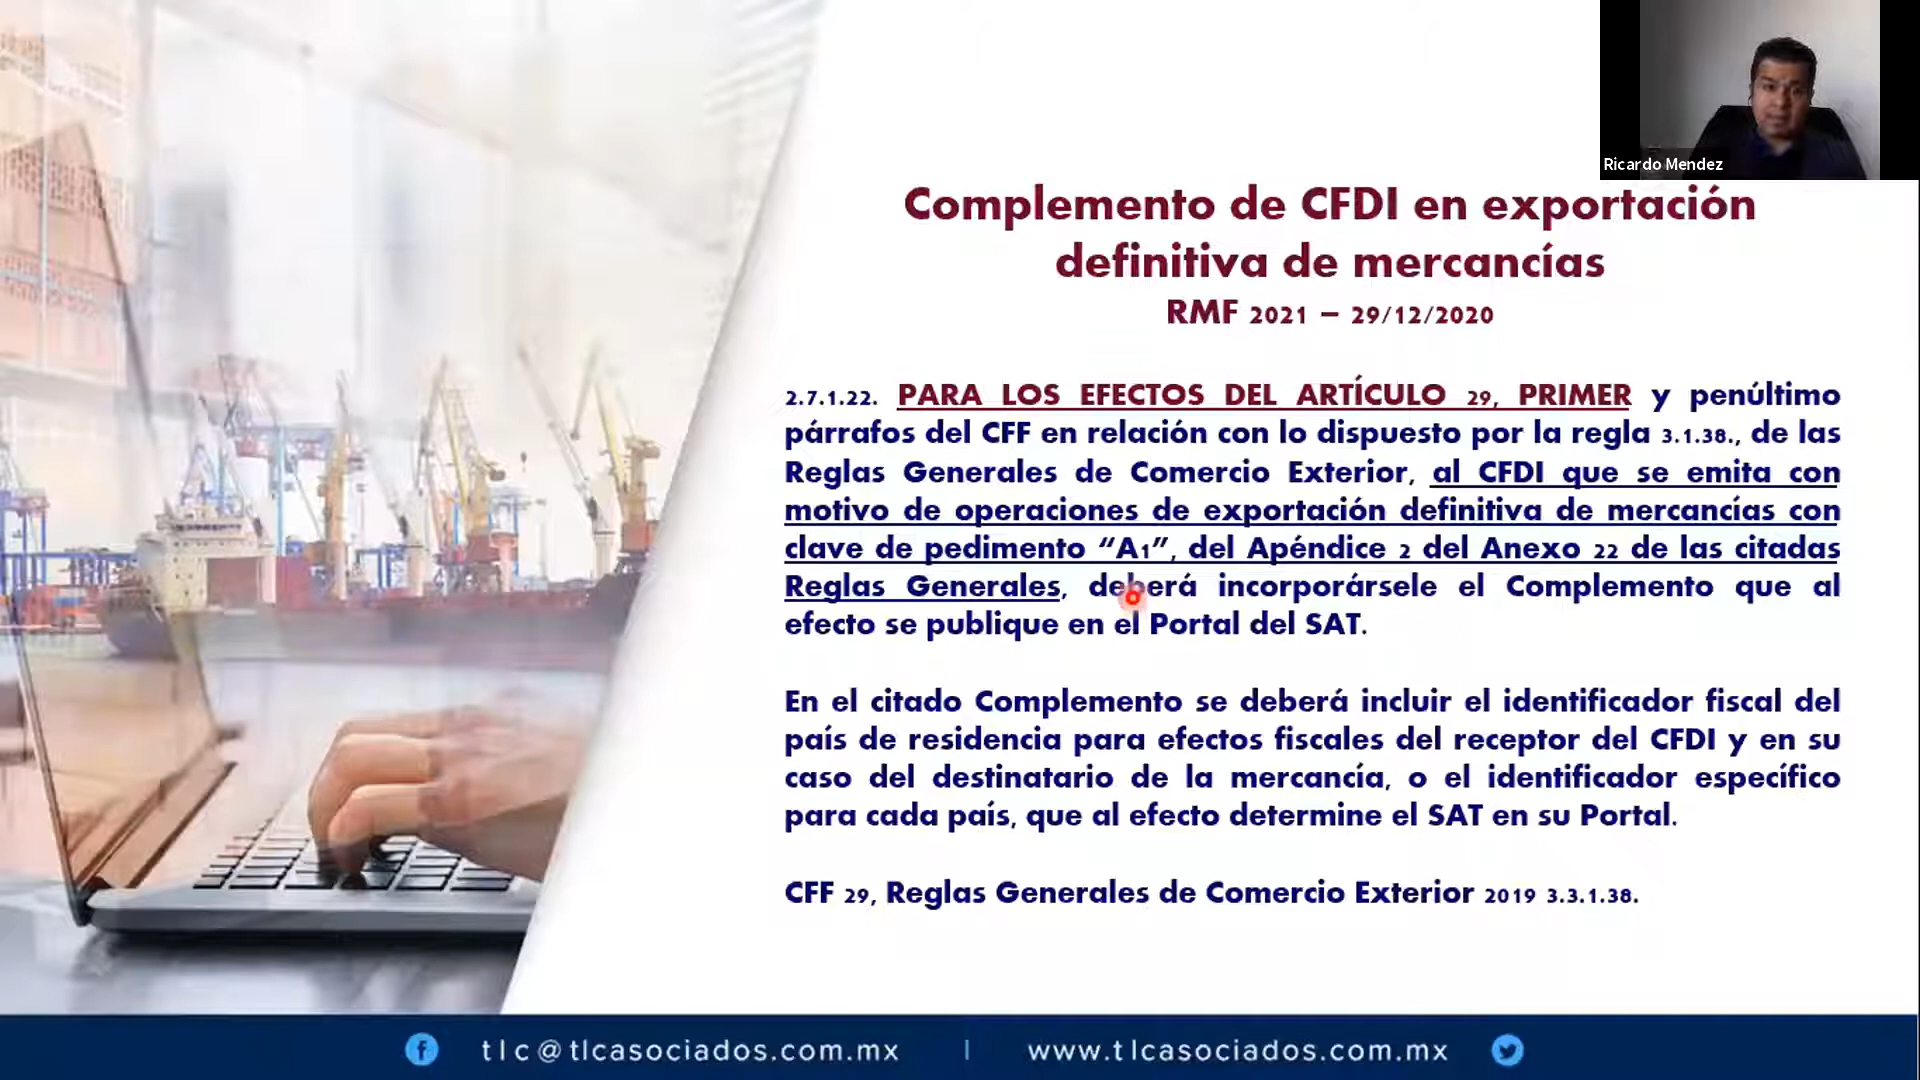 Ricardo Mendez
Complemento de CFDI en exportación
definitiva de mercancías
RMF 2021 – 29/12/2020
2.7.1.22. PARA LOS EFECTOS DEL ARTÍCULO 29, PRIMER y penúltimo
párrafos del CFF en relación con lo dispuesto por la regla 3.1.38., de las
Reglas Generales de Comercio Exterior, al CFDI que se emita con
motivo de operaciones de exportación definitiva de mercancías con
clave de pedimento “A1”, del Apéndice 2 del Anexo 22 de las citadas
Reglas Generales, deberá incorporársele el Complemento que al
efecto se publique en el Portal del SAT.
En el citado Complemento se deberá incluir el identificador fiscal del
país de residencia para efectos fiscales del receptor del CFDI y en su
caso del destinatario de la mercancía, o el identificador específico
para cada país, que al efecto determine el SAT en su Portal.
CFF 29, Reglas Generales de Comercio Exterior 2019 3.3.1.38.
tlc@tlcasociados.com.mx | www.tlcasociados.com.mx